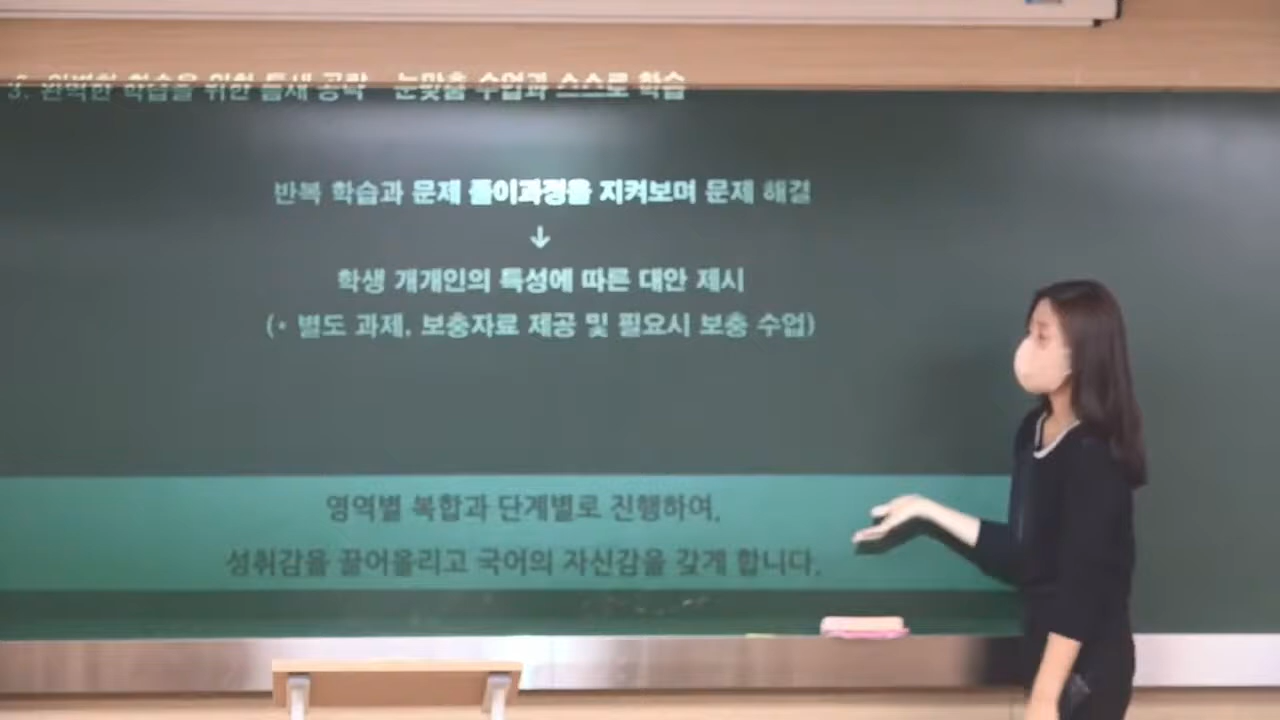 3. 완벽한 학습을 위한 틈새 공략 눈맞춤 수업과 스스로 학습
반복 학습과 문제 풀이과정을 지켜보며 문제 해결
↓
학생 개개인의 특성에 따른 대안 제시
(* 별도 과제, 보충자료 제공 및 필요시 보충 수업)
영역별 복합과 단계별로 진행하여,
성취감을 끌어올리고 국어의 자신감을 갖게 합니다.